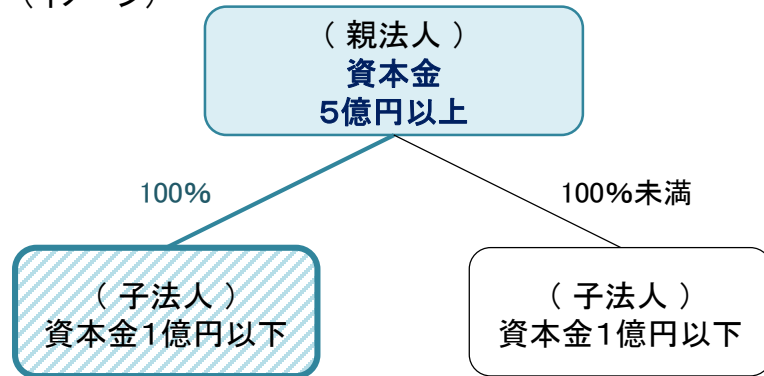 (イメージ)
( 親法人 )
資本金
5億円以上
100%
100%未満
( 子法人 )
資本金1億円以下
( 子法人 )
資本金1億円以下